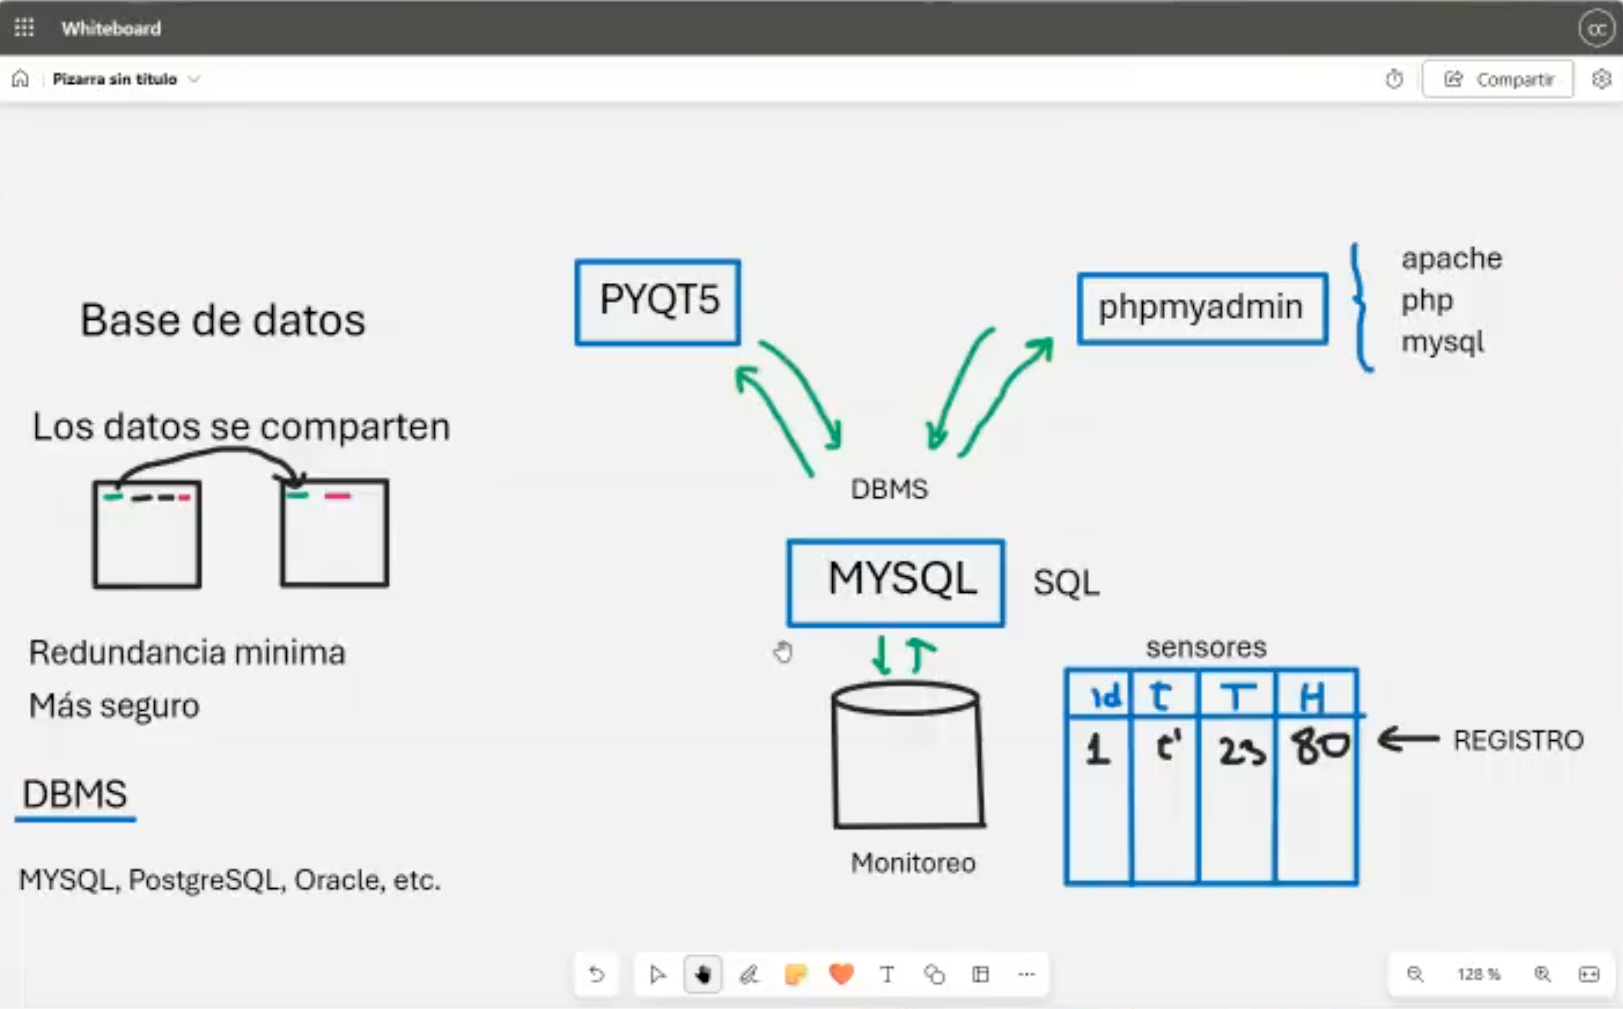 Whiteboard
CC
Pizarra sin título
Compartir
Base de datos
Los datos se comparten
Redundancia minima
Más seguro
DBMS
MYSQL, PostgreSQL, Oracle, etc.
PYQT5
phpmyadmin
apache
php
mysql
DBMS
MYSQL
SQL
Monitoreo
sensores
id t T H
1 t' 23 80
REGISTRO
128 %